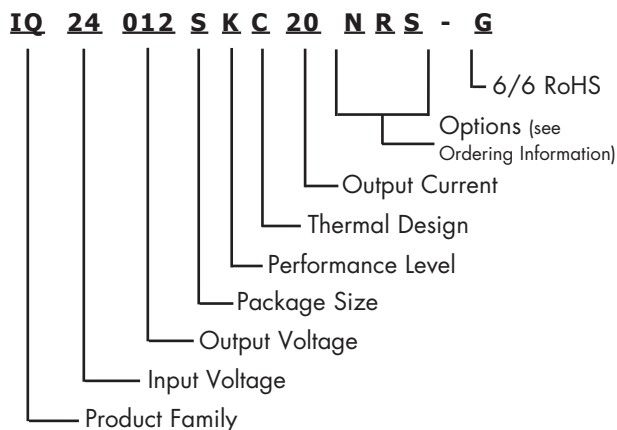 IQ 24 012 S K C 20 N R S - G
6/6 RoHS
Options (see
Ordering Information)
Output Current
Thermal Design
Performance Level
Package Size
Output Voltage
Input Voltage
Product Family